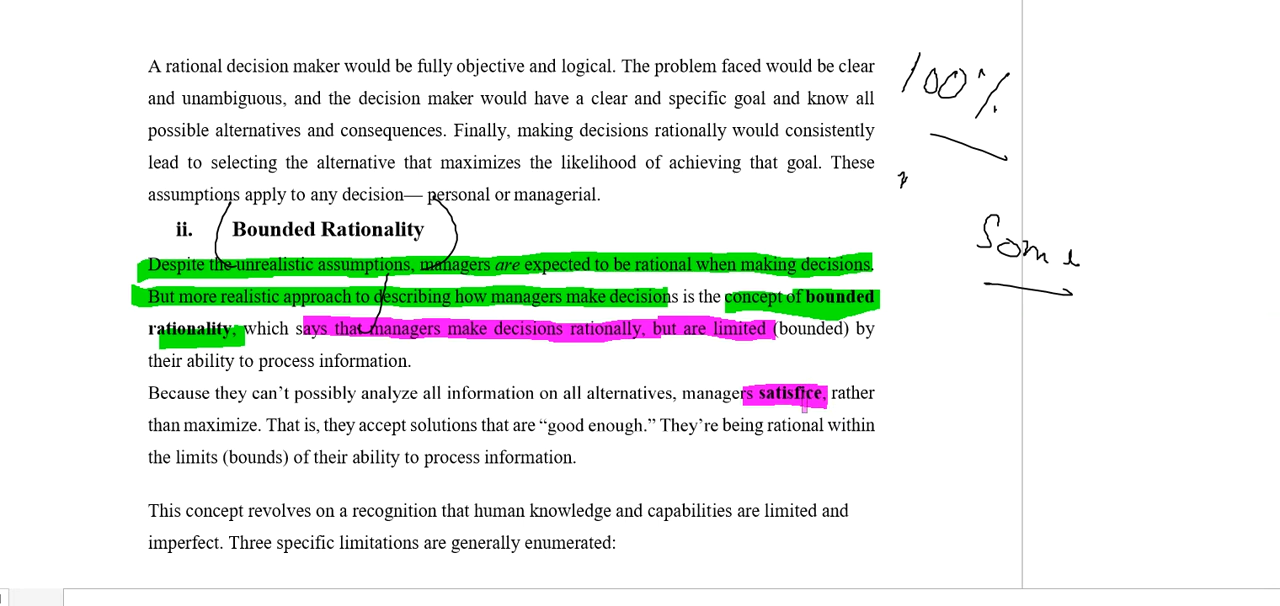 A rational decision maker would be fully objective and logical. The problem faced would be clear
and unambiguous, and the decision maker would have a clear and specific goal and know all
possible alternatives and consequences. Finally, making decisions rationally would consistently
lead to selecting the alternative that maximizes the likelihood of achieving that goal. These
assumptions apply to any decision— personal or managerial.
100%
Some
ii. Bounded Rationality
Despite the unrealistic assumptions, managers are expected to be rational when making decisions.
But more realistic approach to describing how managers make decisions is the concept of bounded
rationality, which says that managers make decisions rationally, but are limited (bounded) by
their ability to process information.
Because they can’t possibly analyze all information on all alternatives, managers satisfice, rather
than maximize. That is, they accept solutions that are “good enough.” They’re being rational within
the limits (bounds) of their ability to process information.
This concept revolves on a recognition that human knowledge and capabilities are limited and
imperfect. Three specific limitations are generally enumerated: